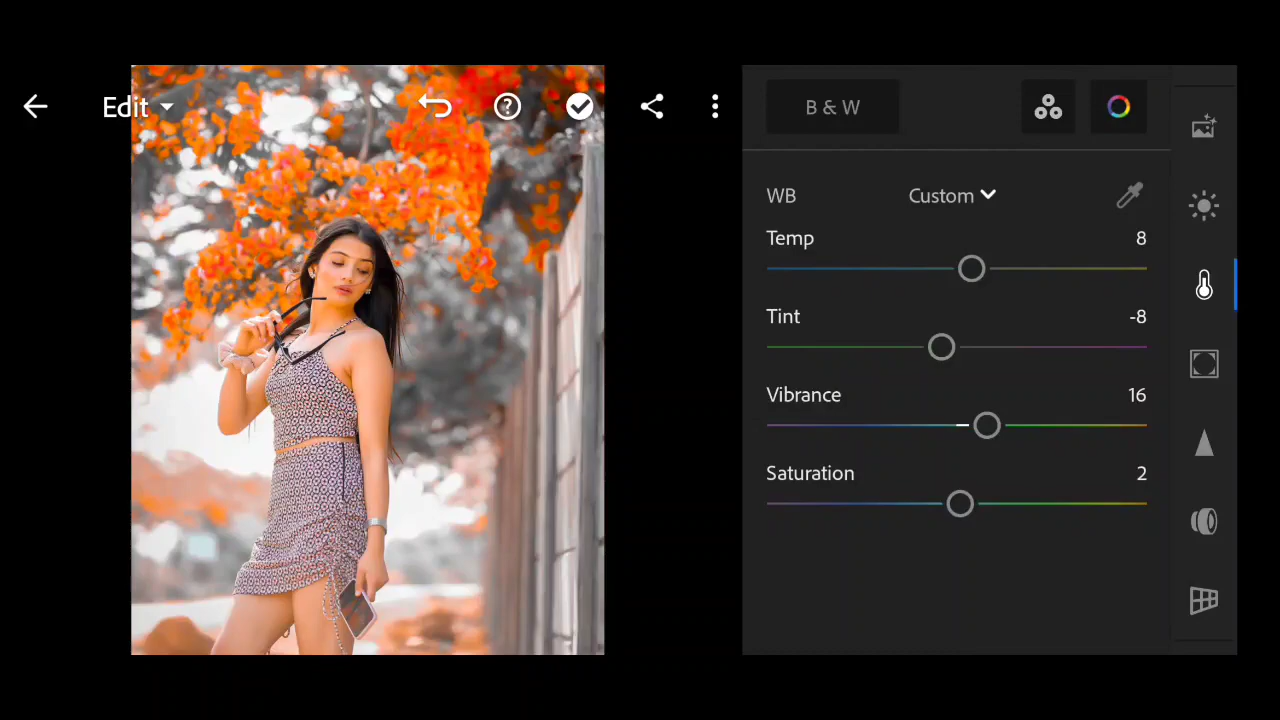 Edit
B & W
WB Custom
Temp 8
Tint -8
Vibrance 16
Saturation 2